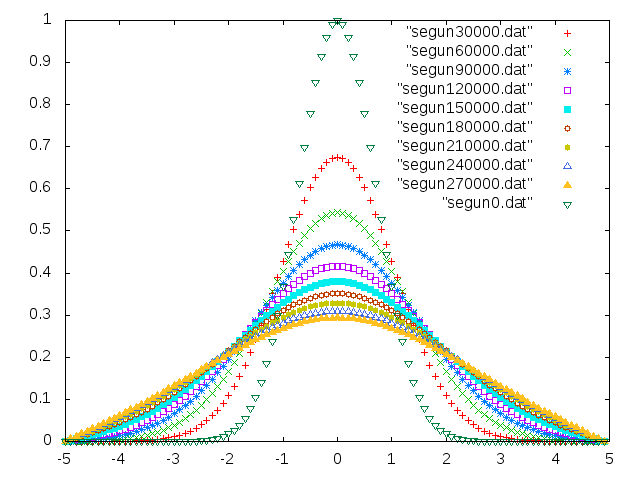 1
0.9
0.8
0.7
0.6
0.5
0.4
0.3
0.2
0.1
0
-5
-4
-3
-2
-1
0
1
2
3
4
5
"segun30000.dat"
"segun60000.dat"
"segun90000.dat"
"segun120000.dat"
"segun150000.dat"
"segun180000.dat"
"segun210000.dat"
"segun240000.dat"
"segun270000.dat"
"segun0.dat"